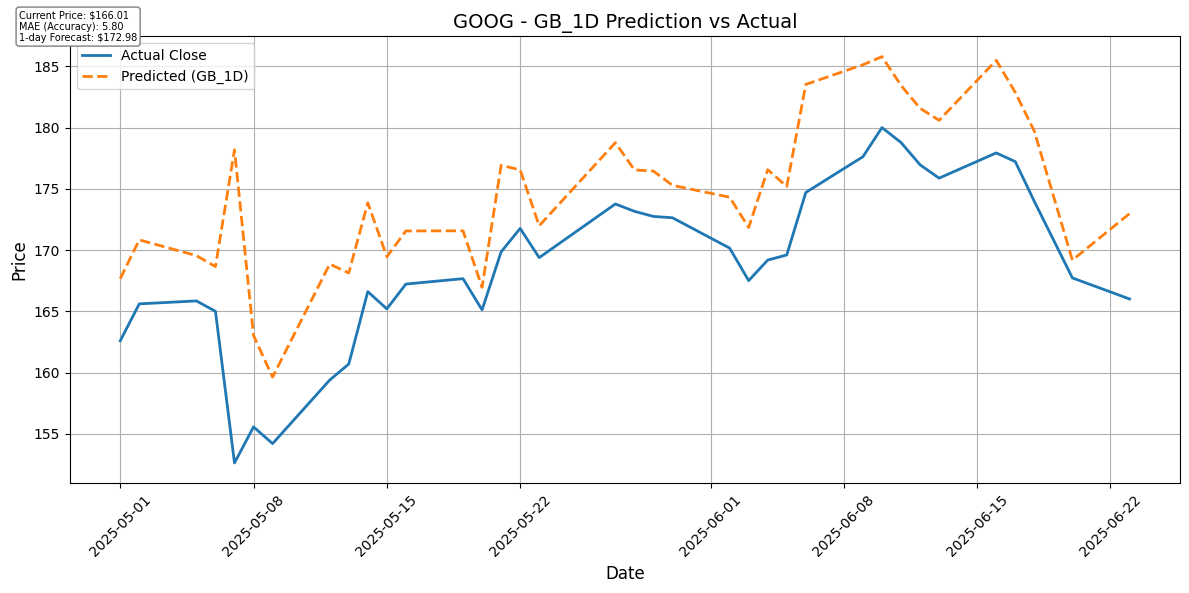 GOOG - GB_1D Prediction vs Actual
Current Price: $166.01
MAE (Accuracy): 5.80
1-day Forecast: $172.98
Actual Close
Predicted (GB_1D)
Price
185
180
175
170
165
160
155
2025-05-01
2025-05-08
2025-05-15
2025-05-22
2025-06-01
2025-06-08
2025-06-15
2025-06-22
Date